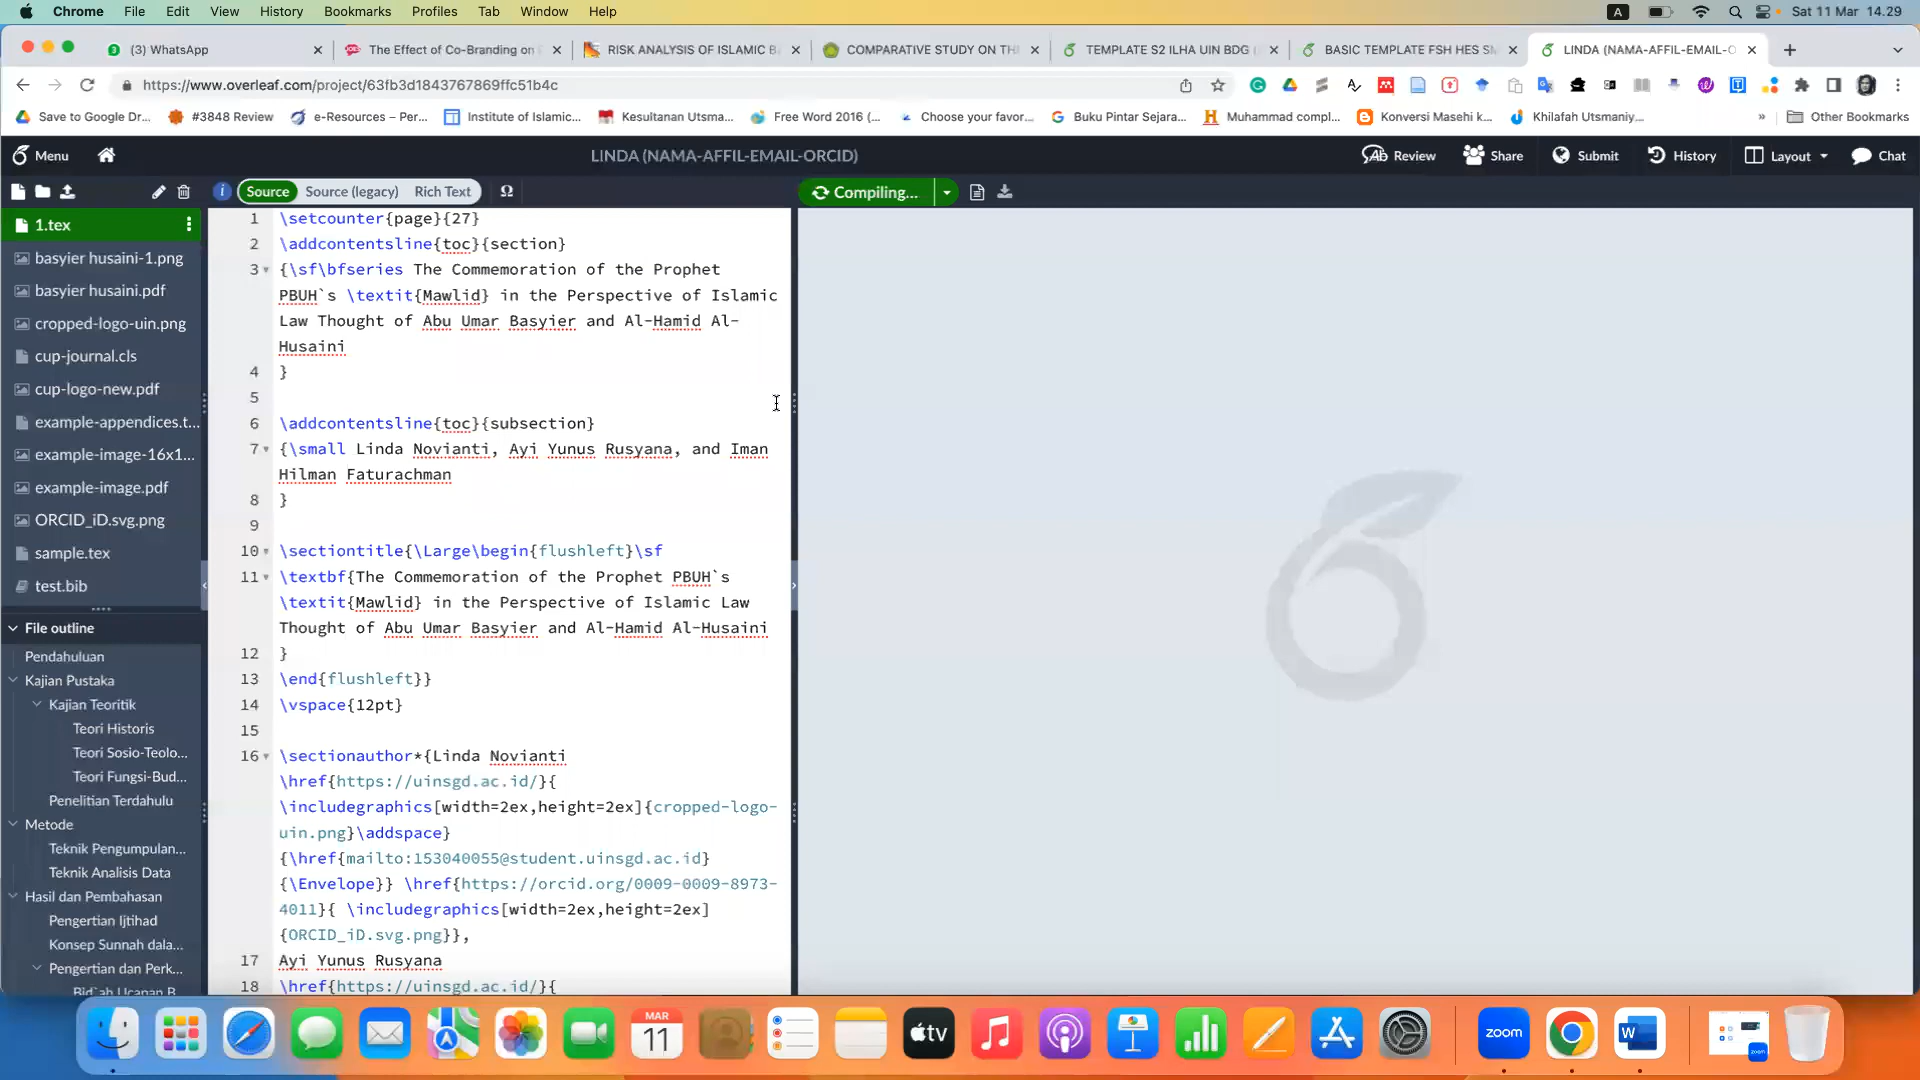 Chrome File Edit View History Bookmarks Profiles Tab Window Help A Sat 11 Mar 14.29
3 (3) WhatsApp The Effect of Co-Branding on RISK ANALYSIS OF ISLAMIC B COMPARATIVE STUDY ON TH TEMPLATE S2 ILHA UIN BDG BASIC TEMPLATE FSH HES SM LINDA (NAMA-AFFIL-EMAIL-O
https://www.overleaf.com/project/63fb3d1843767869ffc51b4c
Save to Google Dr... #3848 Review e-Resources – Per... Institute of Islamic... Kesultanan Utsma... Free Word 2016 (... Choose your favor... Buku Pintar Sejara... Muhammad compl... Konversi Masehi k... Khilafah Utsmaniy... » Other Bookmarks
Menu LINDA (NAMA-AFFIL-EMAIL-ORCID) Review Share Submit History Layout Chat
Source Source (legacy) Rich Text Ω Compiling...
1.tex
basyier husaini-1.png
basyier husaini.pdf
cropped-logo-uin.png
cup-journal.cls
cup-logo-new.pdf
example-appendices.t...
example-image-16x1...
example-image.pdf
ORCID_iD.svg.png
sample.tex
test.bib
File outline
Pendahuluan
Kajian Pustaka
Kajian Teoritik
Teori Historis
Teori Sosio-Teolo...
Teori Fungsi-Bud...
Penelitian Terdahulu
Metode
Teknik Pengumpulan...
Teknik Analisis Data
Hasil dan Pembahasan
Pengertian Ijtihad
Konsep Sunnah dala...
Pengertian dan Perk...
Bid`ah Ucapan B
1 \setcounter{page}{27}
2 \addcontentsline{toc}{section}
3 {\sf\bfseries The Commemoration of the Prophet
PBUH`s \textit{Mawlid} in the Perspective of Islamic
Law Thought of Abu Umar Basyier and Al-Hamid Al-
Husaini
4 }
5
6 \addcontentsline{toc}{subsection}
7 {\small Linda Novianti, Ayi Yunus Rusyana, and Iman
Hilman Faturachman
8 }
9
10 \sectiontitle{\Large\begin{flushleft}\sf
11 \textbf{The Commemoration of the Prophet PBUH`s
\textit{Mawlid} in the Perspective of Islamic Law
Thought of Abu Umar Basyier and Al-Hamid Al-Husaini
12 }
13 \end{flushleft}}
14 \vspace{12pt}
15
16 \sectionauthor*{Linda Novianti
\href{https://uinsgd.ac.id/}{
\includegraphics[width=2ex,height=2ex]{cropped-logo-
uin.png}\addspace}
{\href{mailto:153040055@student.uinsgd.ac.id}
{\Envelope}} \href{https://orcid.org/0009-0009-8973-
4011}{ \includegraphics[width=2ex,height=2ex]
{ORCID_iD.svg.png}},
17 Ayi Yunus Rusyana
18 \href{https://uinsgd.ac.id/}{
MAR
11
tv
zoom
W